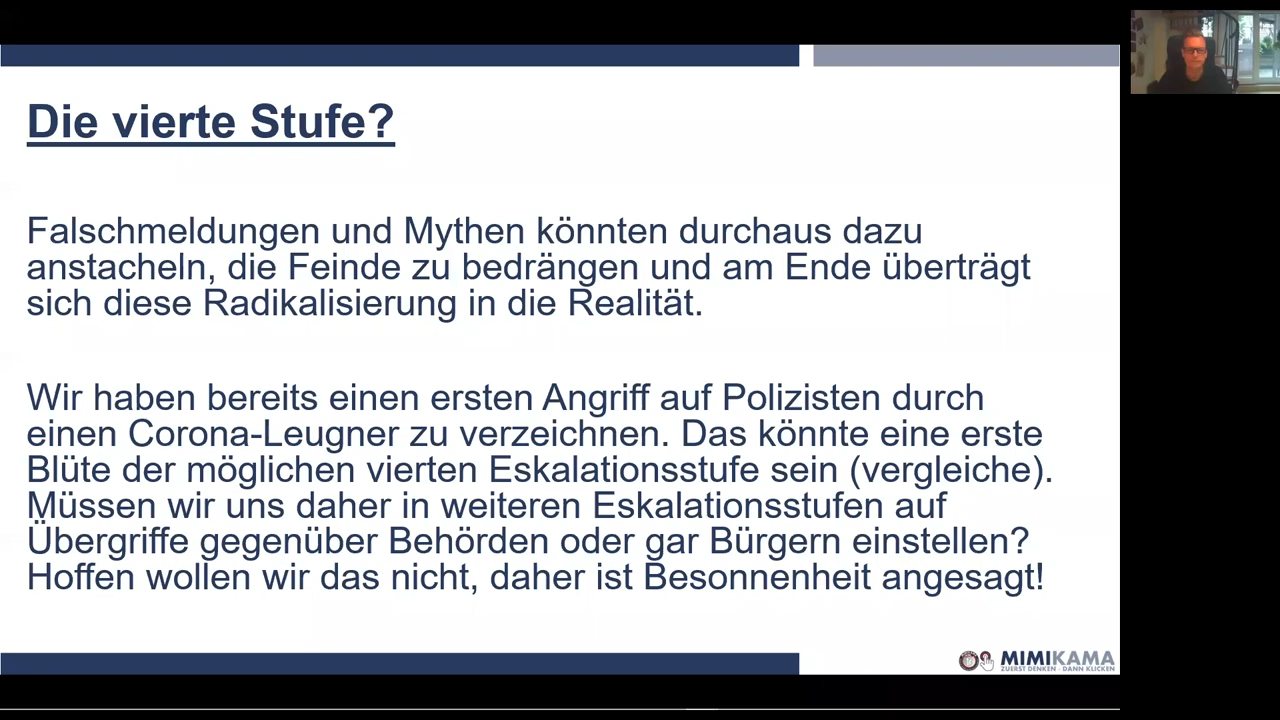 Die vierte Stufe?
Falschmeldungen und Mythen könnten durchaus dazu
anstacheln, die Feinde zu bedrängen und am Ende überträgt
sich diese Radikalisierung in die Realität.
Wir haben bereits einen ersten Angriff auf Polizisten durch
einen Corona-Leugner zu verzeichnen. Das könnte eine erste
Blüte der möglichen vierten Eskalationsstufe sein (vergleiche).
Müssen wir uns daher in weiteren Eskalationsstufen auf
Übergriffe gegenüber Behörden oder gar Bürgern einstellen?
Hoffen wollen wir das nicht, daher ist Besonnenheit angesagt!
MIMIKAMA
ZUERST DENKEN - DANN KLICKEN